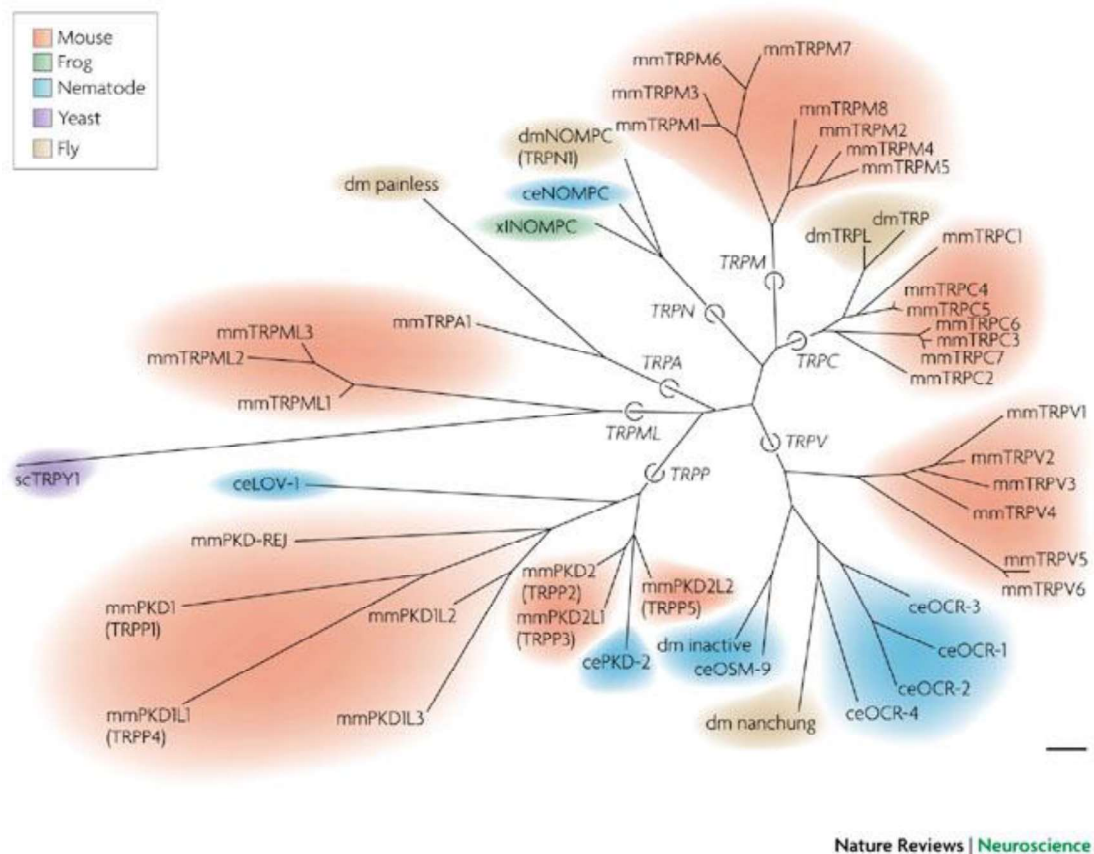 Mouse
Frog
Nematode
Yeast
Fly
mmTRPM6
mmTRPM7
mmTRPM3
mmTRPM1
mmTRPM8
mmTRPM2
mmTRPM4
mmTRPM5
dmNOMPC
(TRPN1)
ceNOMPC
xlNOMPC
dm painless
TRPM
dmTRPL
dmTRP
mmTRPC1
mmTRPC4
mmTRPC5
mmTRPC6
mmTRPC3
mmTRPC7
mmTRPC2
TRPN
TRPC
mmTRPML3
mmTRPML2
mmTRPML1
mmTRPA1
TRPA
TRPML
TRPV
mmTRPV1
mmTRPV2
mmTRPV3
mmTRPV4
mmTRPV5
mmTRPV6
scTRPY1
ceLOV-1
TRPP
mmPKD-REJ
mmPKD1
(TRPP1)
mmPKD1L2
mmPKD1L1
(TRPP4)
mmPKD1L3
mmPKD2
(TRPP2)
mmPKD2L1
(TRPP3)
mmPKD2L2
(TRPP5)
cePKD-2
dm inactive
ceOSM-9
dm nanchung
ceOCR-3
ceOCR-1
ceOCR-2
ceOCR-4
Nature Reviews | Neuroscience